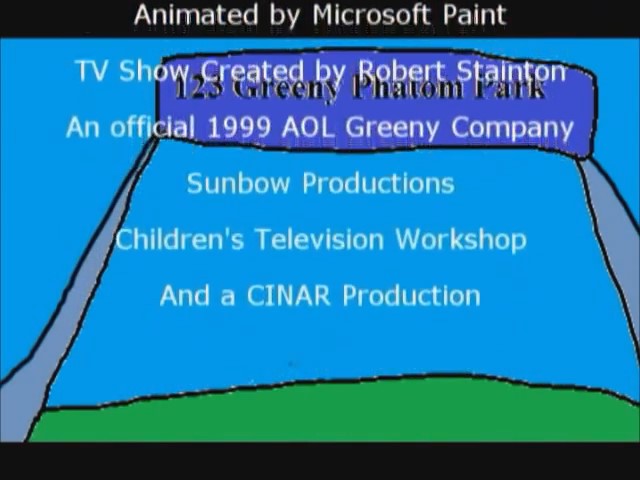 Animated by Microsoft Paint
TV Show Created by Robert Stainton
123 Greeny Phatom Park
An official 1999 AOL Greeny Company
Sunbow Productions
Children's Television Workshop
And a CINAR Production